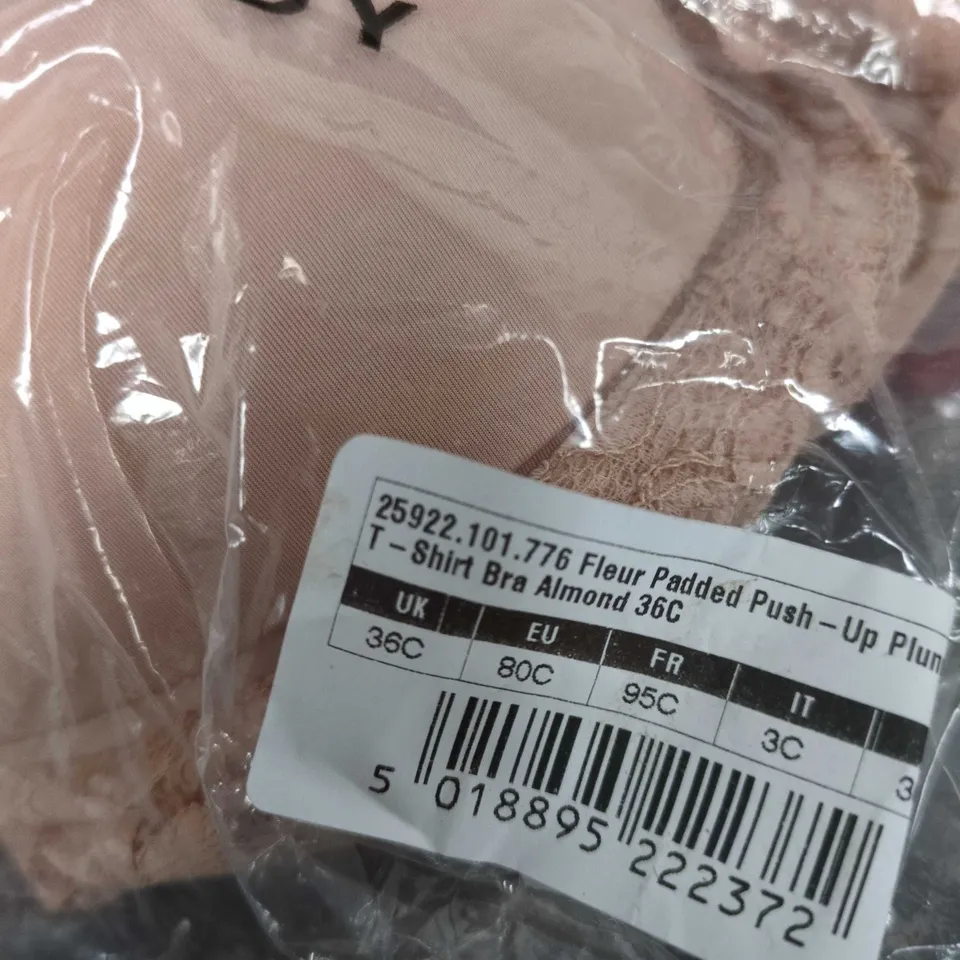 25922.101.776 Fleur Padded Push-Up Plun
T-Shirt Bra Almond 36C
UK EU FR IT
36C 80C 95C 3C 3
5 018895 222372